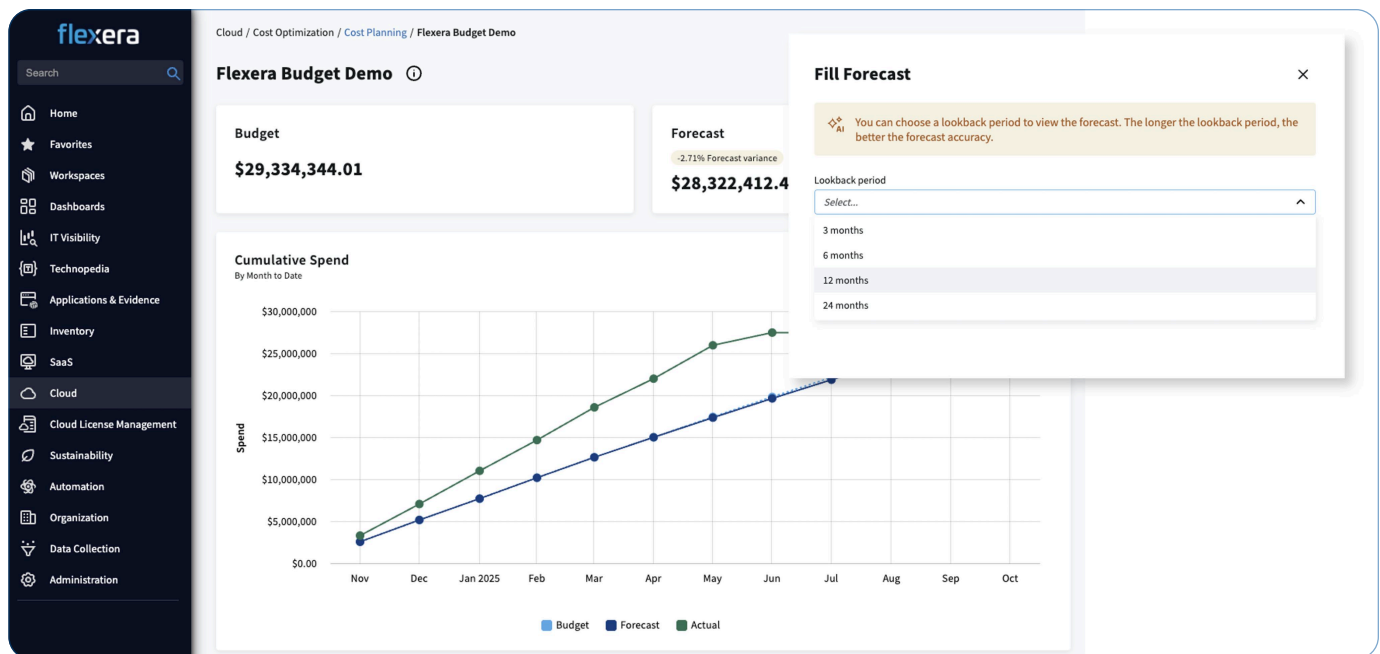 flexera
Search
Home
Favorites
Workspaces
Dashboards
IT Visibility
Technopedia
Applications & Evidence
Inventory
SaaS
Cloud
Cloud License Management
Sustainability
Automation
Organization
Data Collection
Administration
Cloud / Cost Optimization / Cost Planning / Flexera Budget Demo
Flexera Budget Demo
Budget
$29,334,344.01
Forecast
-2.71% Forecast variance
$28,322,412.4
Cumulative Spend
By Month to Date
Spend
$30,000,000
$25,000,000
$20,000,000
$15,000,000
$10,000,000
$5,000,000
$0.00
Nov Dec Jan 2025 Feb Mar Apr May Jun Jul Aug Sep Oct
Budget Forecast Actual
Fill Forecast
AI
You can choose a lookback period to view the forecast. The longer the lookback period, the
better the forecast accuracy.
Lookback period
Select...
3 months
6 months
12 months
24 months